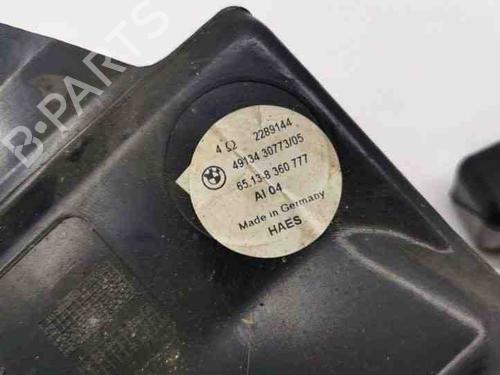 B-PARTS
4 Ω 2289144
49134 30773/05
65.13-8 360 777
AI 04
Made in Germany
HAES